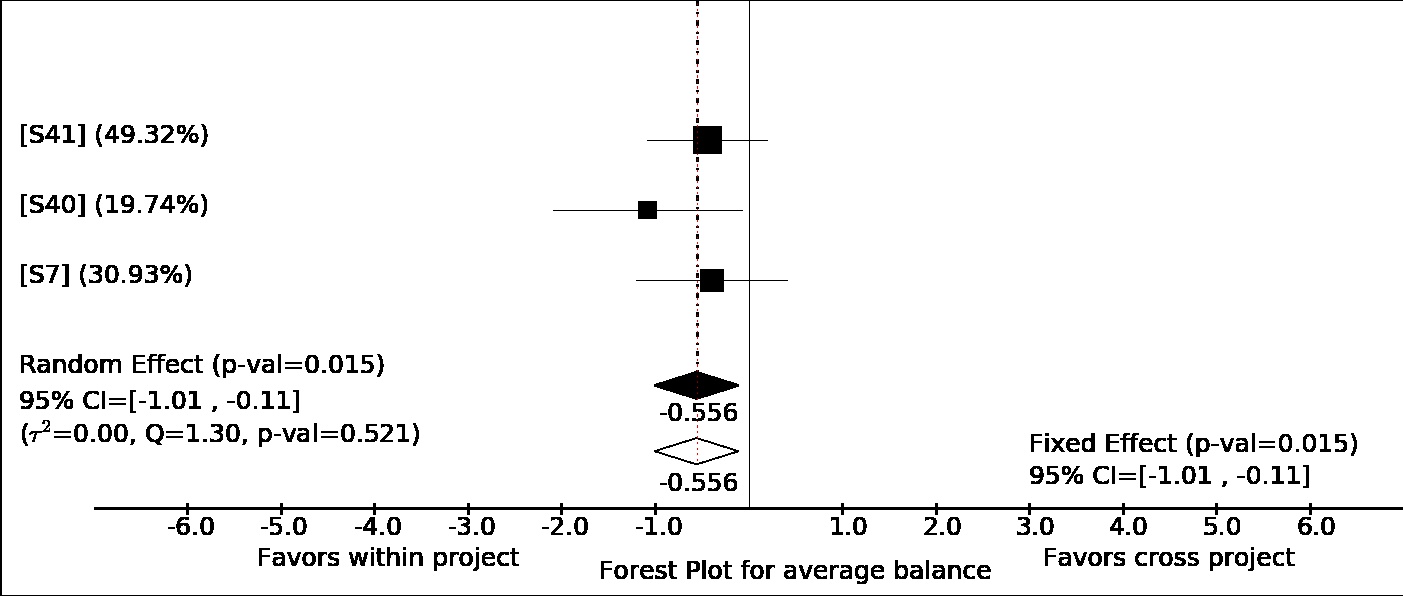 [S41] (49.32%)
[S40] (19.74%)
[S7] (30.93%)
Random Effect (p-val=0.015)
95% CI=[-1.01 , -0.11]
(τ²=0.00, Q=1.30, p-val=0.521)
-0.556
-0.556
Fixed Effect (p-val=0.015)
95% CI=[-1.01 , -0.11]
-6.0 -5.0 -4.0 -3.0 -2.0 -1.0 1.0 2.0 3.0 4.0 5.0 6.0
Favors within project
Favors cross project
Forest Plot for average balance